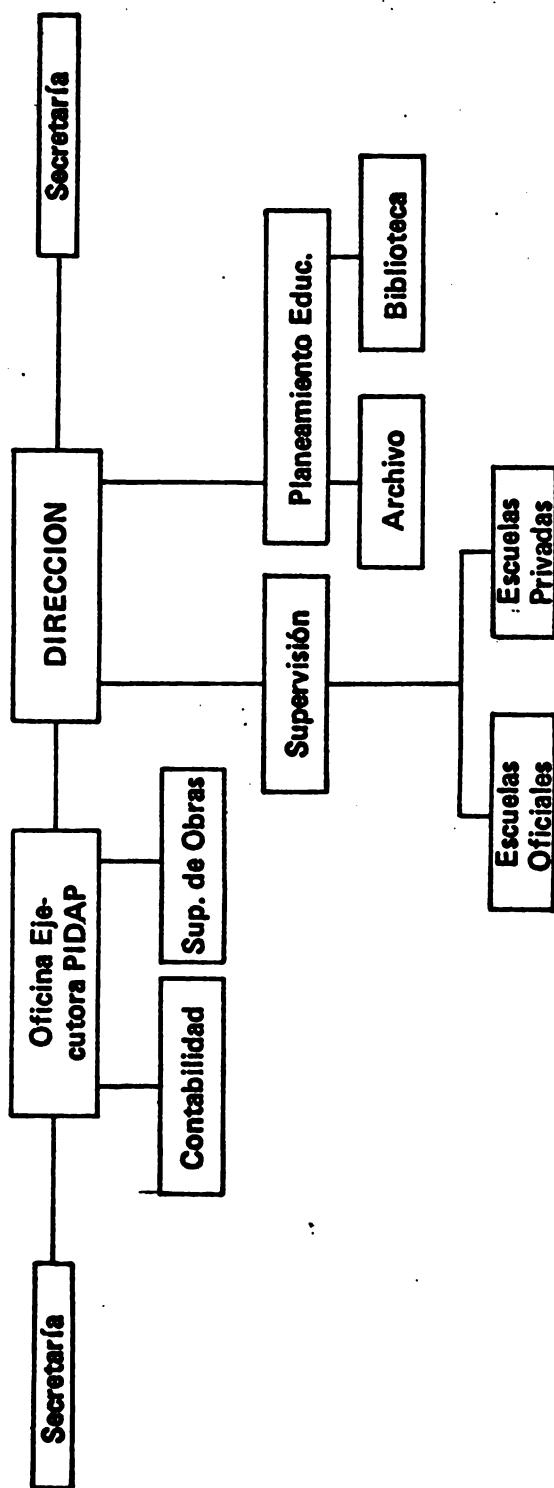 Secretaría
Oficina Eje-
cutora PIDAP
DIRECCION
Secretaría
Contabilidad
Sup. de Obras
Supervisión
Planeamiento Educ.
Archivo
Biblioteca
Escuelas
Oficiales
Escuelas
Privadas